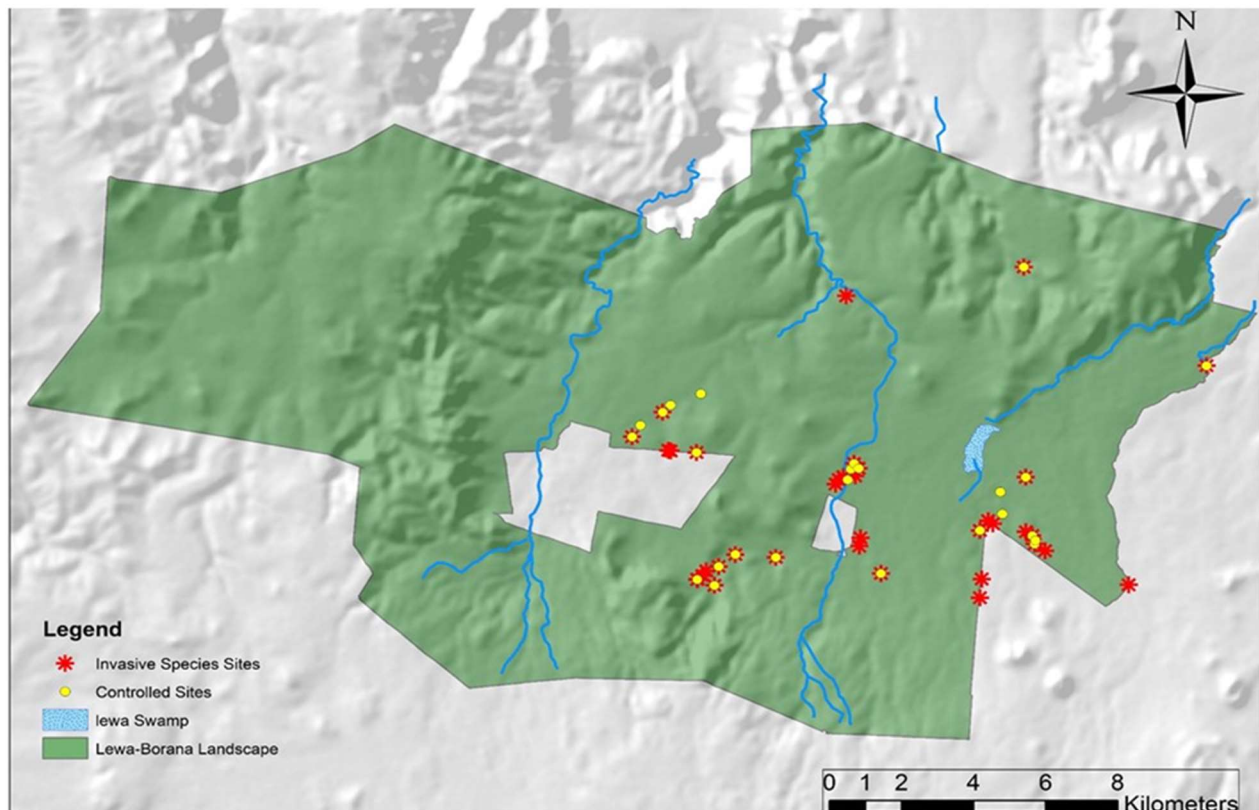 N
Legend
Invasive Species Sites
Controlled Sites
lewa Swamp
Lewa-Borana Landscape
0 1 2 4 6 8
Kilometers